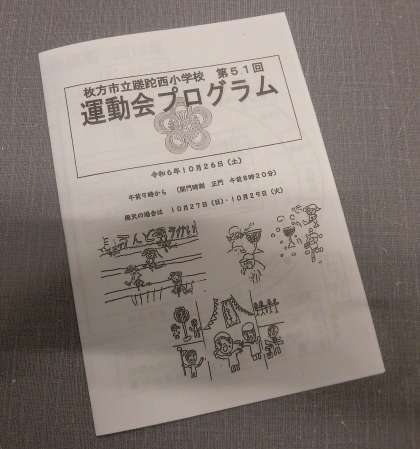 枚方市立蹉跎西小学校　第51回
運動会プログラム
令和6年10月26日（土）
午前9時から　（開門時刻　正門　午前8時20分）
雨天の場合は　10月27日（日）・10月29日（火）